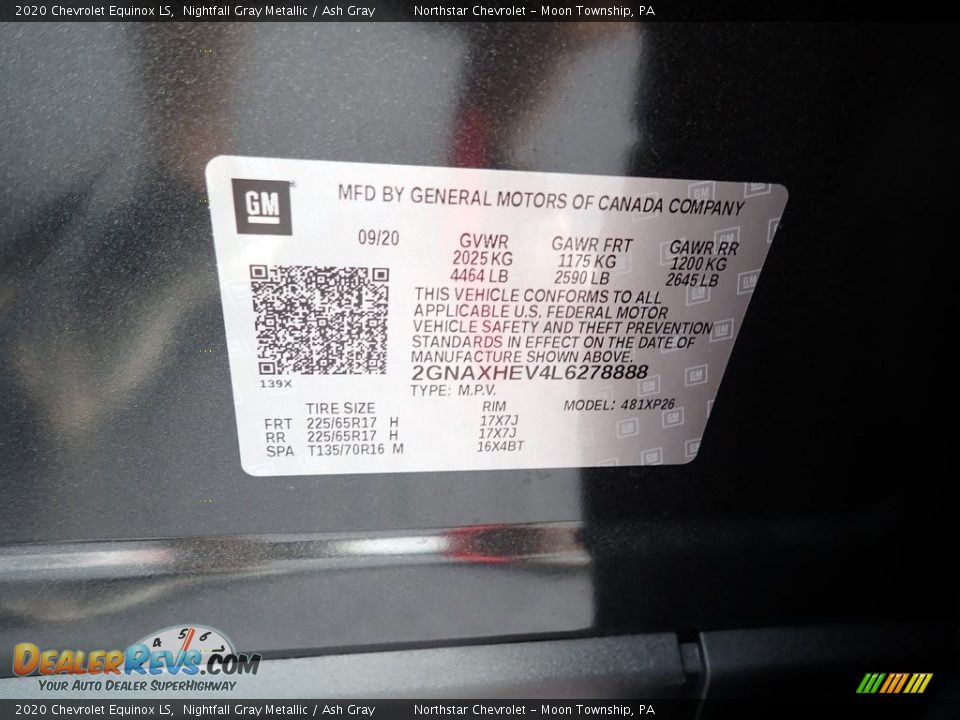 2020 Chevrolet Equinox LS, Nightfall Gray Metallic / Ash Gray Northstar Chevrolet – Moon Township, PA
GM
MFD BY GENERAL MOTORS OF CANADA COMPANY
09/20 GVWR GAWR FRT GAWR RR
2025 KG 1175 KG 1200 KG
4464 LB 2590 LB 2645 LB
THIS VEHICLE CONFORMS TO ALL
APPLICABLE U.S. FEDERAL MOTOR
VEHICLE SAFETY AND THEFT PREVENTION
STANDARDS IN EFFECT ON THE DATE OF
MANUFACTURE SHOWN ABOVE.
2GNAXHEV4L6278888
139X TYPE: M.P.V.
TIRE SIZE RIM MODEL: 481XP26
FRT 225/65R17 H 17X7J
RR 225/65R17 H 17X7J
SPA T135/70R16 M 16X4BT
4 5 6
DealerRevs.com
Your Auto Dealer SuperHighway
2020 Chevrolet Equinox LS, Nightfall Gray Metallic / Ash Gray Northstar Chevrolet – Moon Township, PA